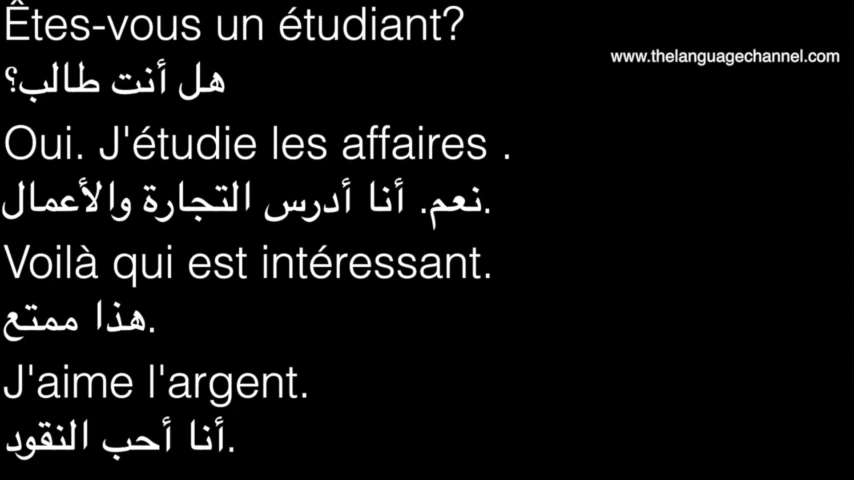 Êtes-vous un étudiant?
www.thelanguagechannel.com
هل أنت طالب؟
Oui. J'étudie les affaires .
نعم. أنا أدرس التجارة والأعمال.
Voilà qui est intéressant.
هذا ممتع.
J'aime l'argent.
أنا أحب النقود.